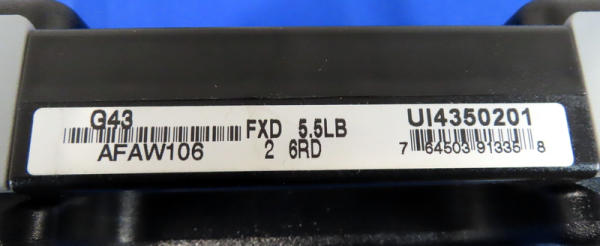 G43
AFAW106
FXD 5.5LB
2 6RD
UI4350201
7 64503 91335 8